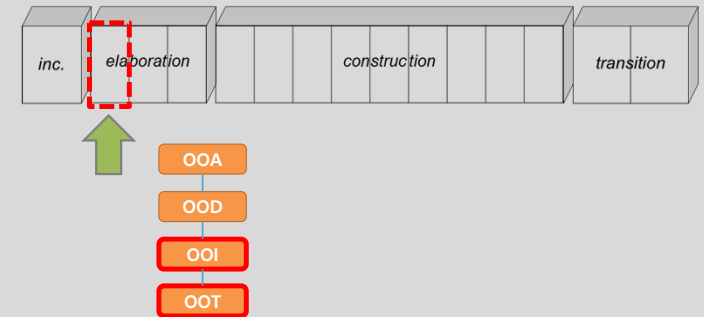 inc.
elaboration
construction
transition
OOA
OOD
OOI
OOT